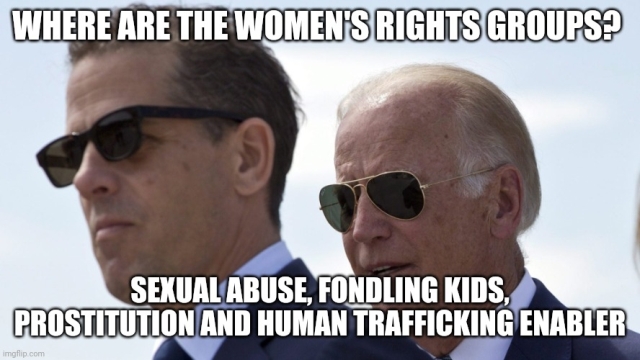 WHERE ARE THE WOMEN'S RIGHTS GROUPS?
SEXUAL ABUSE, FONDLING KIDS,
PROSTITUTION AND HUMAN TRAFFICKING ENABLER
imgflip.com